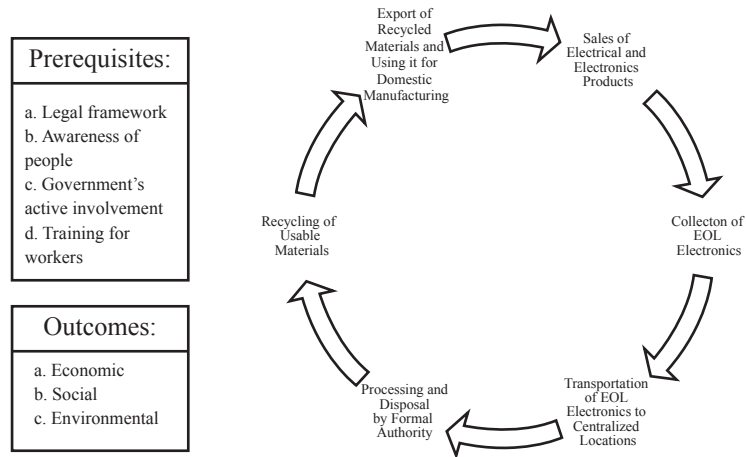 Prerequisites:
a. Legal framework
b. Awareness of
people
c. Government’s
active involvement
d. Training for
workers
Outcomes:
a. Economic
b. Social
c. Environmental
Export of
Recycled
Materials and
Using it for
Domestic
Manufacturing
Sales of
Electrical and
Electronics
Products
Collecton of
EOL
Electronics
Transportation
of EOL
Electronics to
Centralized
Locations
Processing and
Disposal
by Formal
Authority
Recycling of
Usable
Materials